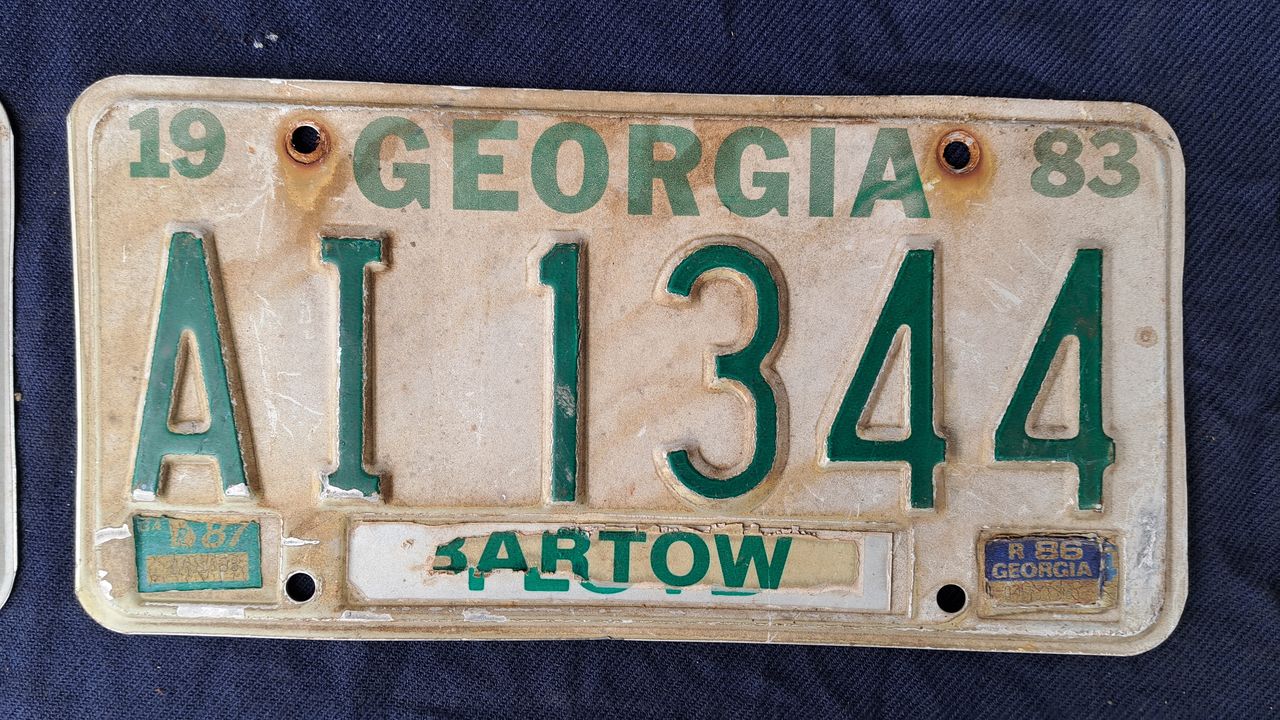 19 GEORGIA 83
AI 1344
87
BARTOW
R 86
GEORGIA